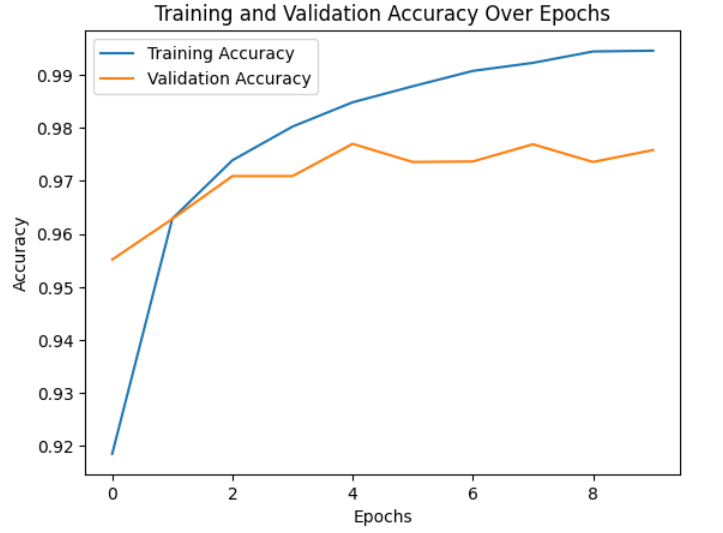 Training and Validation Accuracy Over Epochs
Training Accuracy
Validation Accuracy
0.99
0.98
0.97
0.96
0.95
0.94
0.93
0.92
Accuracy
0 2 4 6 8
Epochs